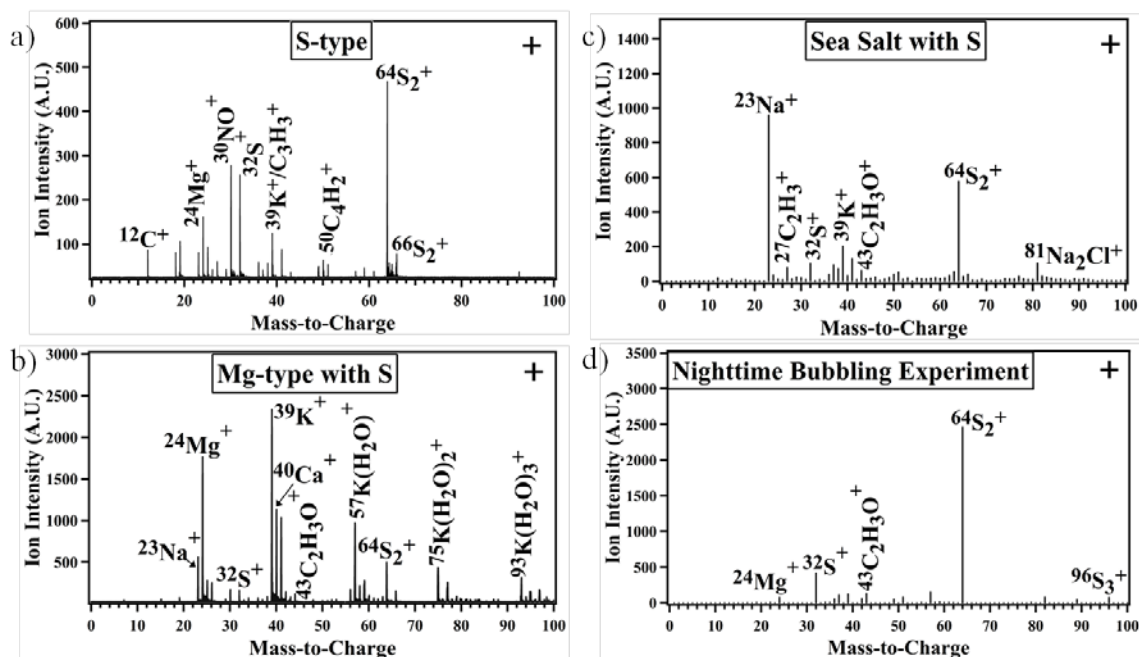 a)
S-type
+
Ion Intensity (A.U.)
600
500
400
300
200
100
12C+
24Mg+
30NO+
32S+
39K+/C3H3+
50C4H2+
64S2+
66S2+
0 20 40 60 80 100
Mass-to-Charge
c)
Sea Salt with S
+
Ion Intensity (A.U.)
1400
1200
1000
800
600
400
200
0
23Na+
27C2H3+
32S+
39K+
43C2H3O+
64S2+
81Na2Cl+
0 10 20 30 40 50 60 70 80 90 100
Mass-to-Charge
b)
Mg-type with S
+
Ion Intensity (A.U.)
3000
2500
2000
1500
1000
500
23Na+
24Mg+
32S+
39K+
40Ca+
43C2H3O+
57K(H2O)+
64S2+
75K(H2O)2+
93K(H2O)3+
0 10 20 30 40 50 60 70 80 90 100
Mass-to-Charge
d)
Nighttime Bubbling Experiment
+
Ion Intensity (A.U.)
3500
3000
2500
2000
1500
1000
500
0
24Mg+
32S+
43C2H3O+
64S2+
96S3+
0 10 20 30 40 50 60 70 80 90 100
Mass-to-Charge